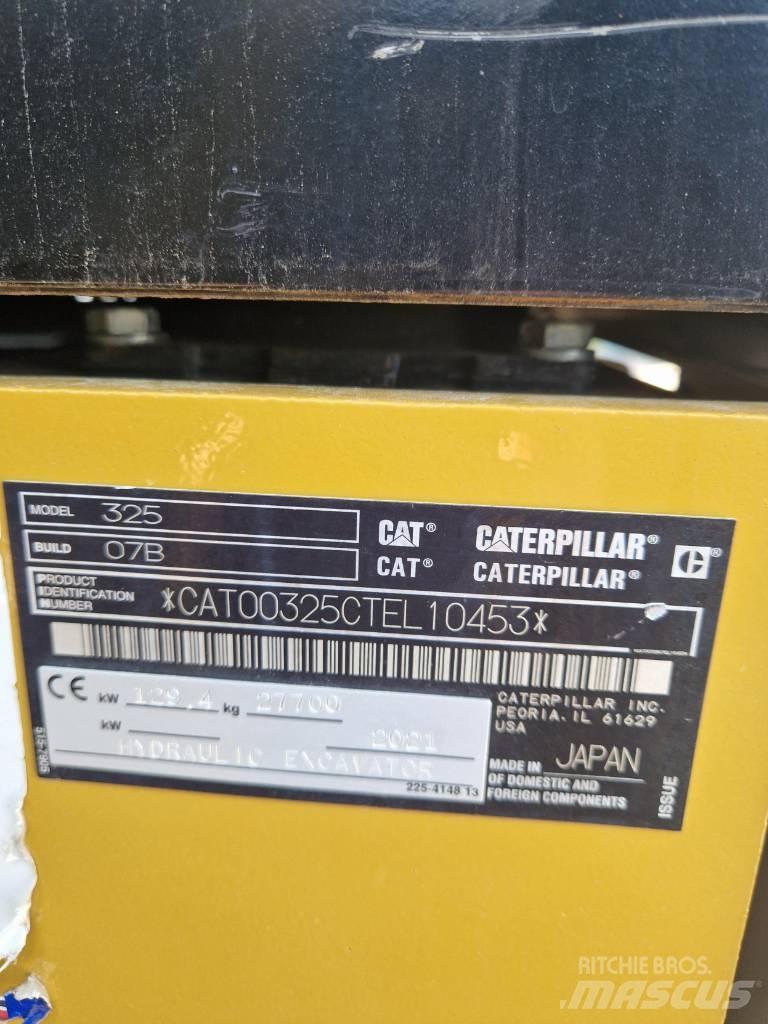 MODEL 325
BUILD 07B
CAT® CATERPILLAR®
CAT® CATERPILLAR® C®
PRODUCT
IDENTIFICATION
NUMBER
*CAT00325CTEL10453*
CE kW 129.4 kg 27700
kW 2021
HYDRAULIC EXCAVATOR
225-4148 13
515-7905
CATERPILLAR INC.
PEORIA, IL 61629
USA
MADE IN JAPAN
OF DOMESTIC AND
FOREIGN COMPONENTS
ISSUE
RITCHIE BROS.
MASCUS